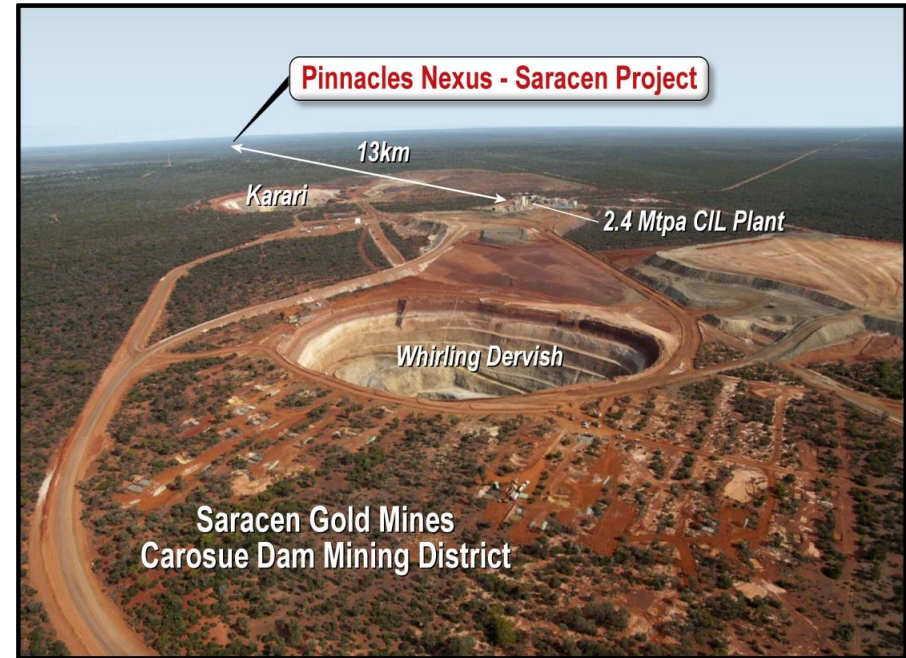 Pinnacles Nexus - Saracen Project
13km
Karari
2.4 Mtpa CIL Plant
Whirling Dervish
Saracen Gold Mines
Carosue Dam Mining District